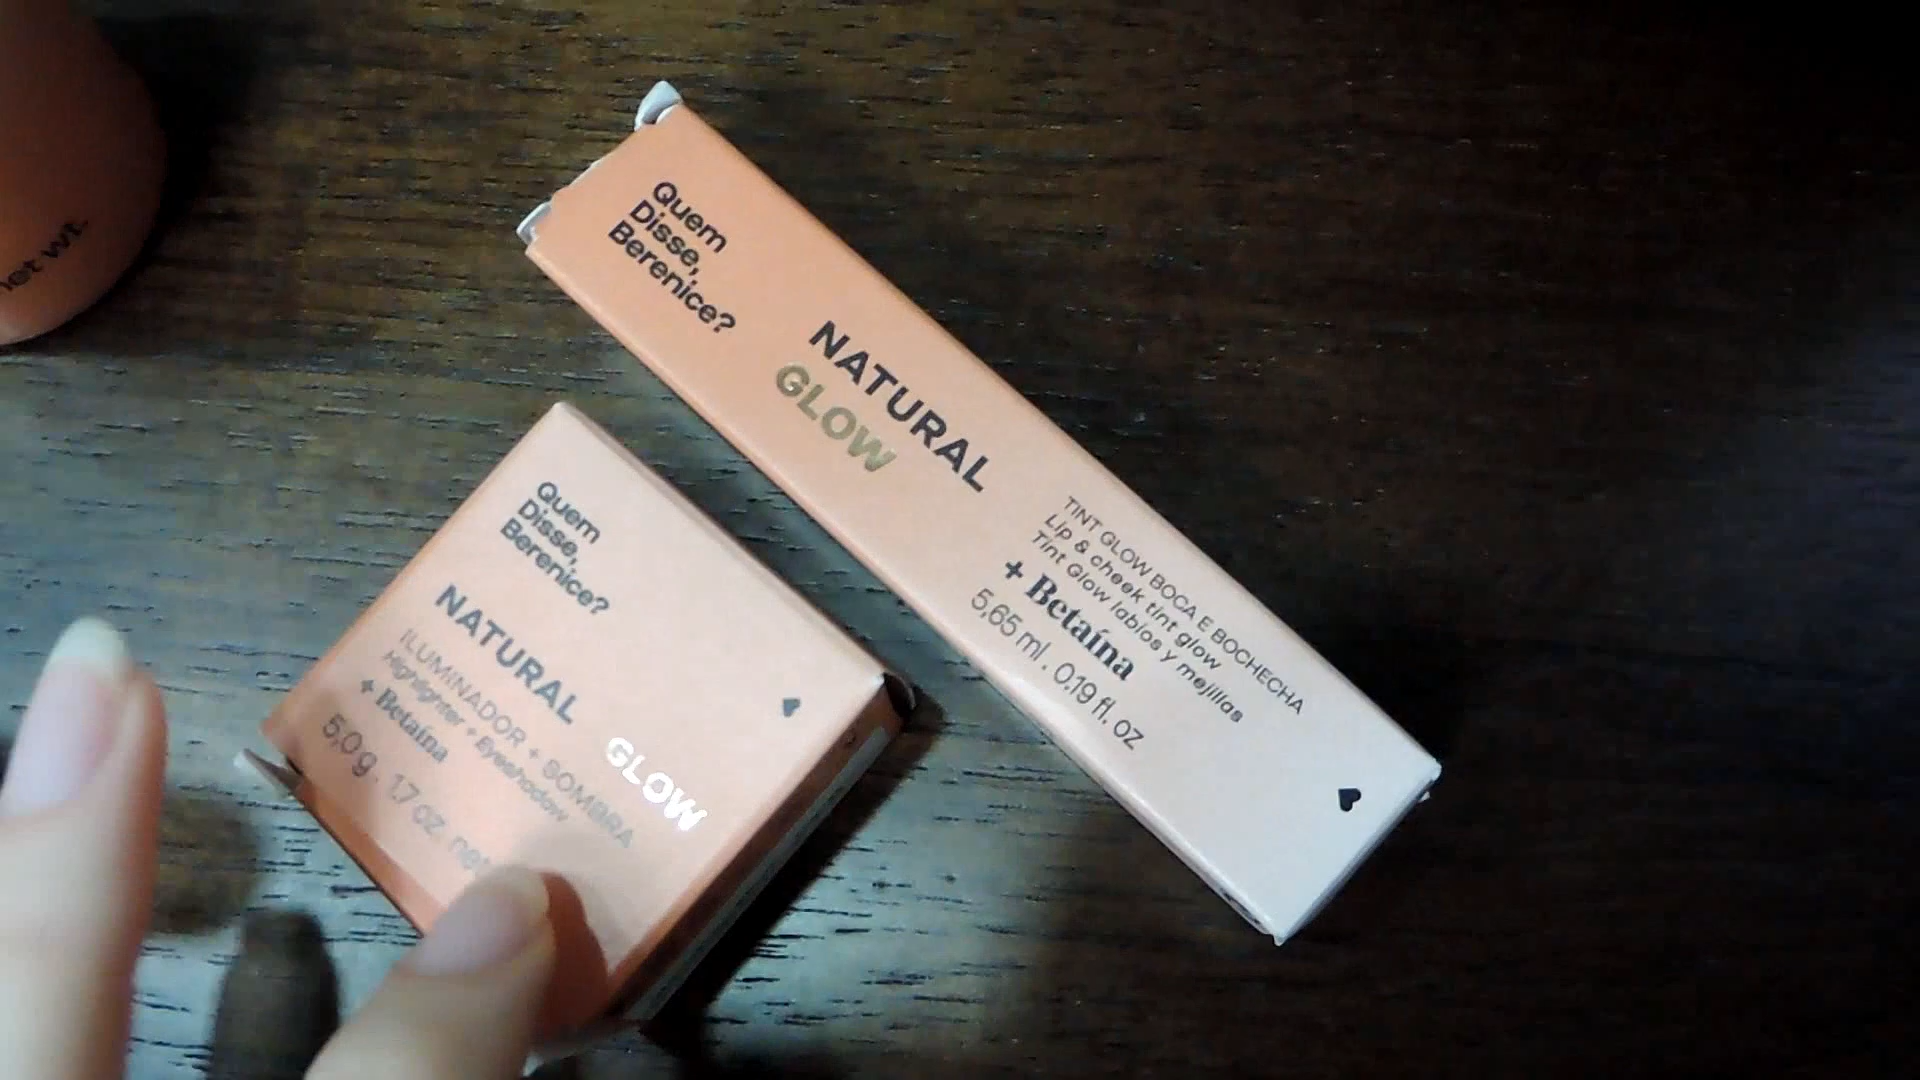 net wt.
Quem
Disse,
Berenice?
NATURAL
GLOW
TINT GLOW BOCA E BOCHECHA
Lip & cheek tint glow
Tint Glow labios y mejillas
+ Betaína
5,65 ml . 0.19 fl. oz
Quem
Disse,
Berenice?
NATURAL
GLOW
ILUMINADOR + SOMBRA
Highlighter + Eyeshadow
+ Betaína
5,0 g . 1,7 oz. net